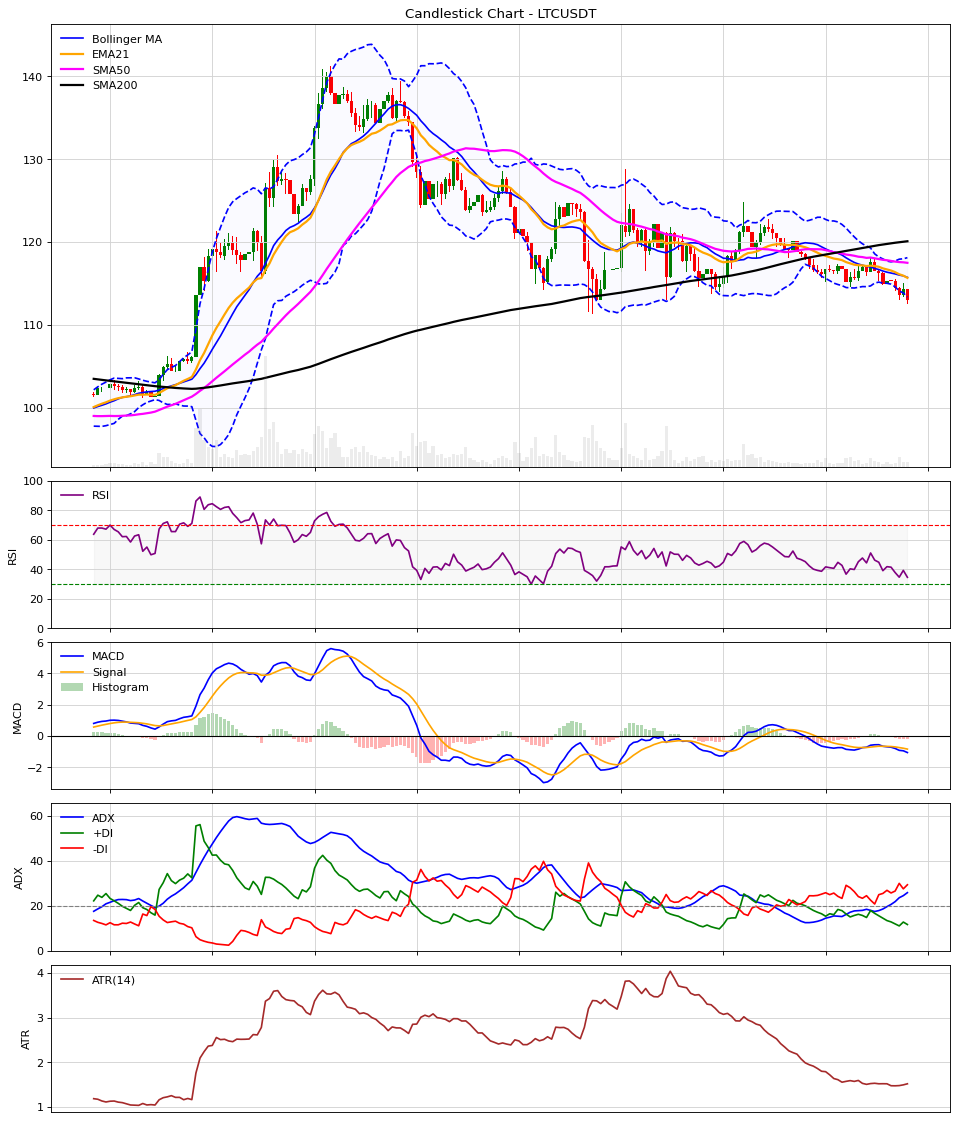 Candlestick Chart - LTCUSDT
Bollinger MA
EMA21
SMA50
SMA200
140
130
120
110
100
RSI
100
80
60
40
20
0
RSI
MACD
Signal
Histogram
6
4
2
0
−2
MACD
ADX
+DI
-DI
60
40
20
0
ADX
ATR(14)
4
3
2
1
ATR